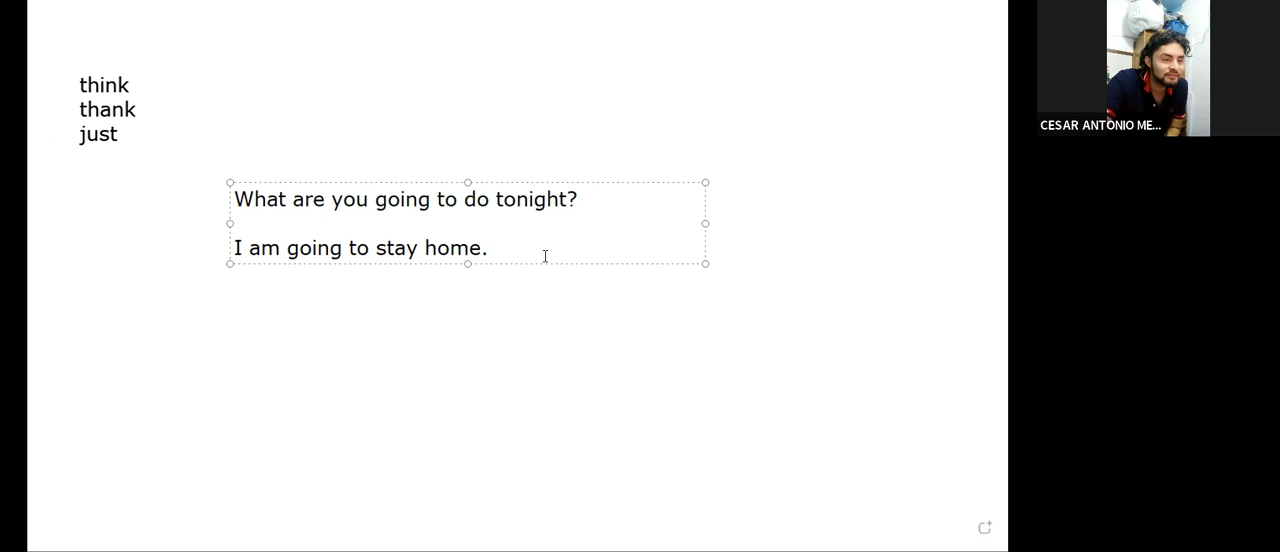 think
thank
just
What are you going to do tonight?
I am going to stay home.
CESAR ANTONIO ME...